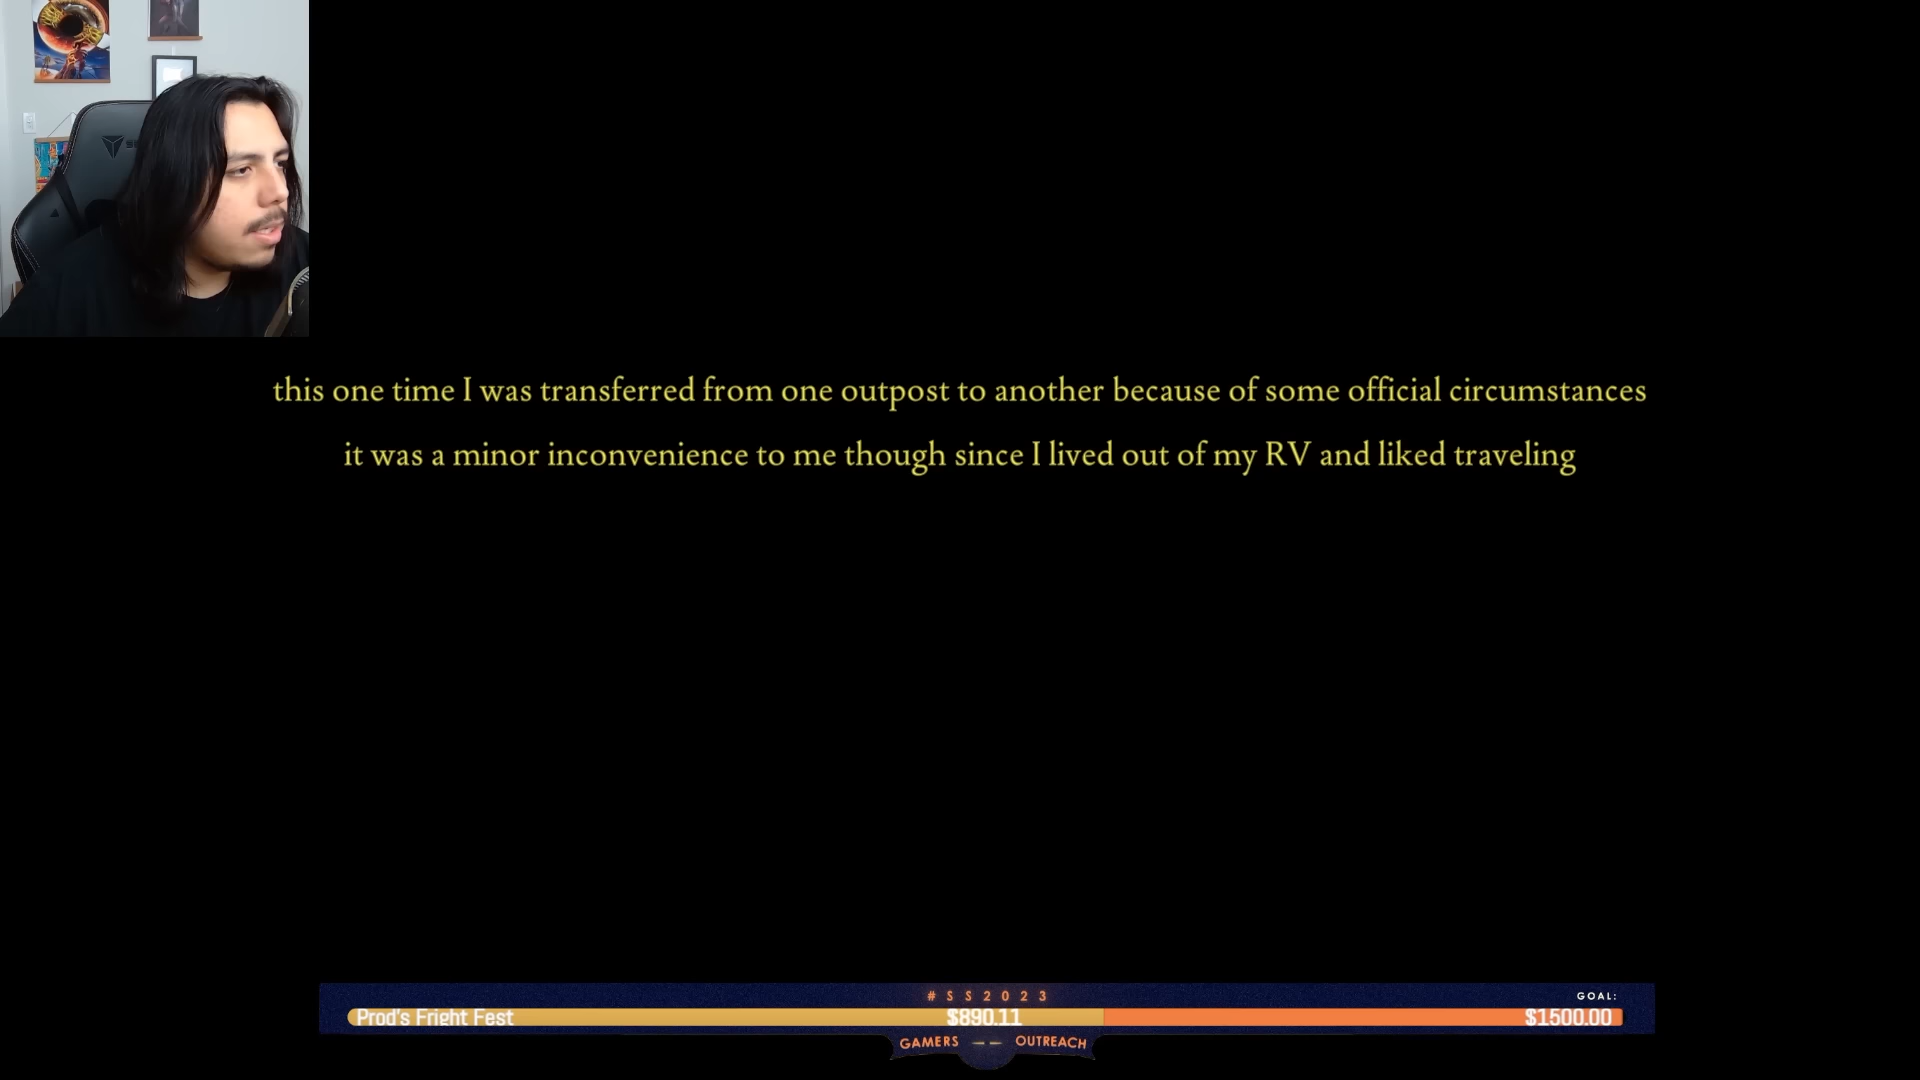 this one time I was transferred from one outpost to another because of some official circumstances
it was a minor inconvenience to me though since I lived out of my RV and liked traveling
#SS2023
GOAL:
Prod's Fright Fest $890.11 $1500.00
GAMERS OUTREACH